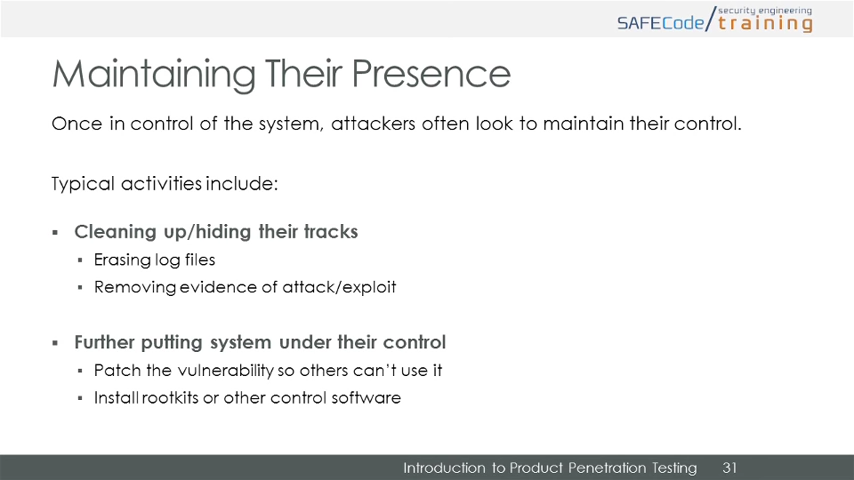 security engineering
SAFECode/training
Maintaining Their Presence
Once in control of the system, attackers often look to maintain their control.
Typical activities include:
▪ Cleaning up/hiding their tracks
▪ Erasing log files
▪ Removing evidence of attack/exploit
▪ Further putting system under their control
▪ Patch the vulnerability so others can't use it
▪ Install rootkits or other control software
Introduction to Product Penetration Testing 31